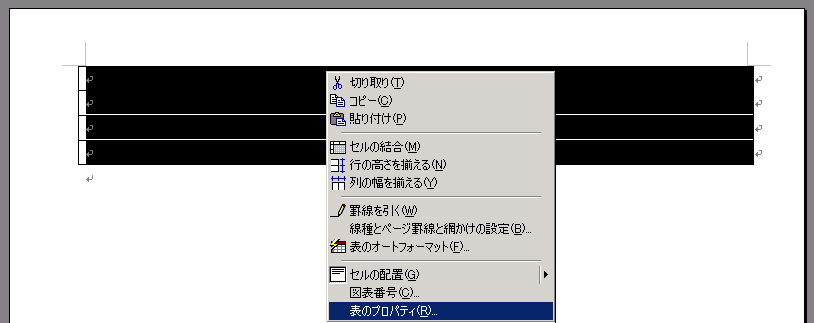 切り取り(T)
コピー(C)
貼り付け(P)
セルの結合(M)
行の高さを揃える(N)
列の幅を揃える(Y)
罫線を引く(W)
線種とページ罫線と網かけの設定(B)...
表のオートフォーマット(F)...
セルの配置(G)
図表番号(C)...
表のプロパティ(R)...